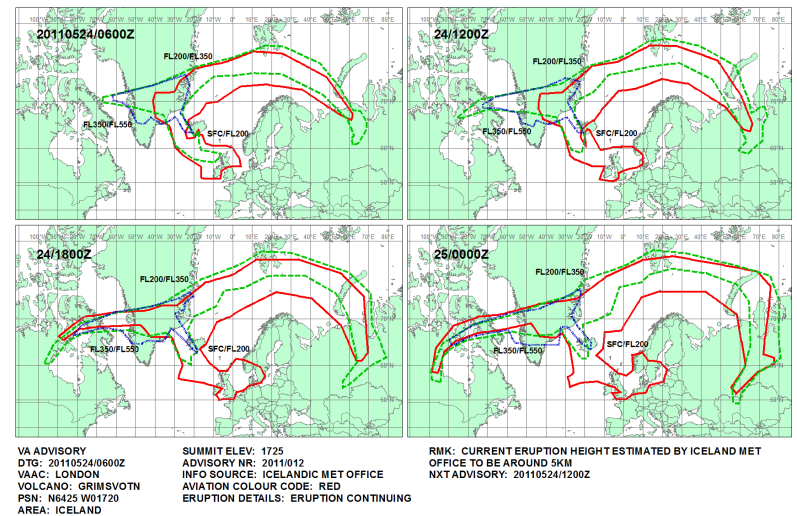 20110524/0600Z
FL200/FL350
FL350/FL550
SFC/FL200
24/1200Z
FL200/FL350
FL350/FL550
SFC/FL200
24/1800Z
FL200/FL350
FL350/FL550
SFC/FL200
25/0000Z
FL200/FL350
FL350/FL550
SFC/FL200
VA ADVISORY
DTG: 20110524/0600Z
VAAC: LONDON
VOLCANO: GRIMSVOTN
PSN: N6425 W01720
AREA: ICELAND
SUMMIT ELEV: 1725
ADVISORY NR: 2011/012
INFO SOURCE: ICELANDIC MET OFFICE
AVIATION COLOUR CODE: RED
ERUPTION DETAILS: ERUPTION CONTINUING
RMK: CURRENT ERUPTION HEIGHT ESTIMATED BY ICELAND MET
OFFICE TO BE AROUND 5KM
NXT ADVISORY: 20110524/1200Z